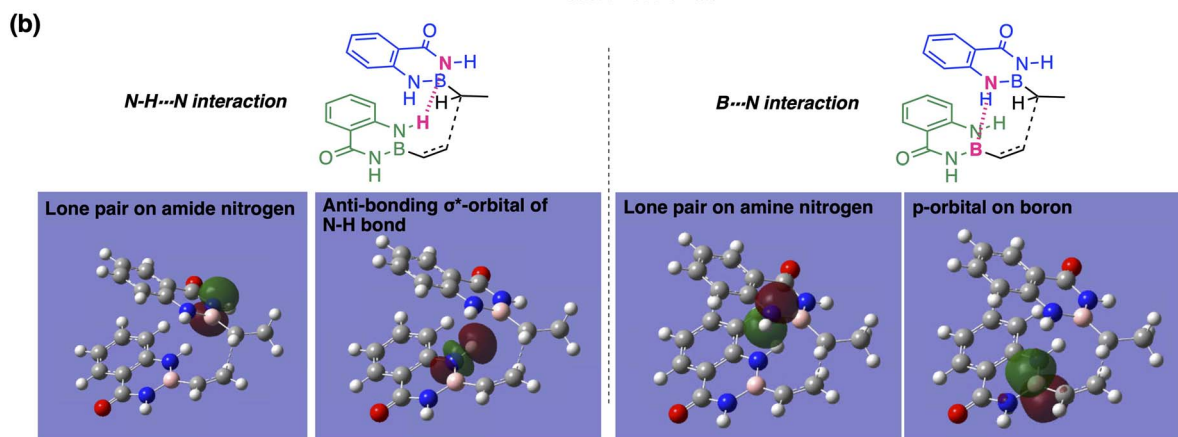 (b)
N-H···N interaction
O
N-H
N B
H
H
H
N
B
O
N
H
B···N interaction
O
NH
N B
H
H
H
N
B
O
N
H
Lone pair on amide nitrogen
Anti-bonding σ*-orbital of
N-H bond
Lone pair on amine nitrogen
p-orbital on boron